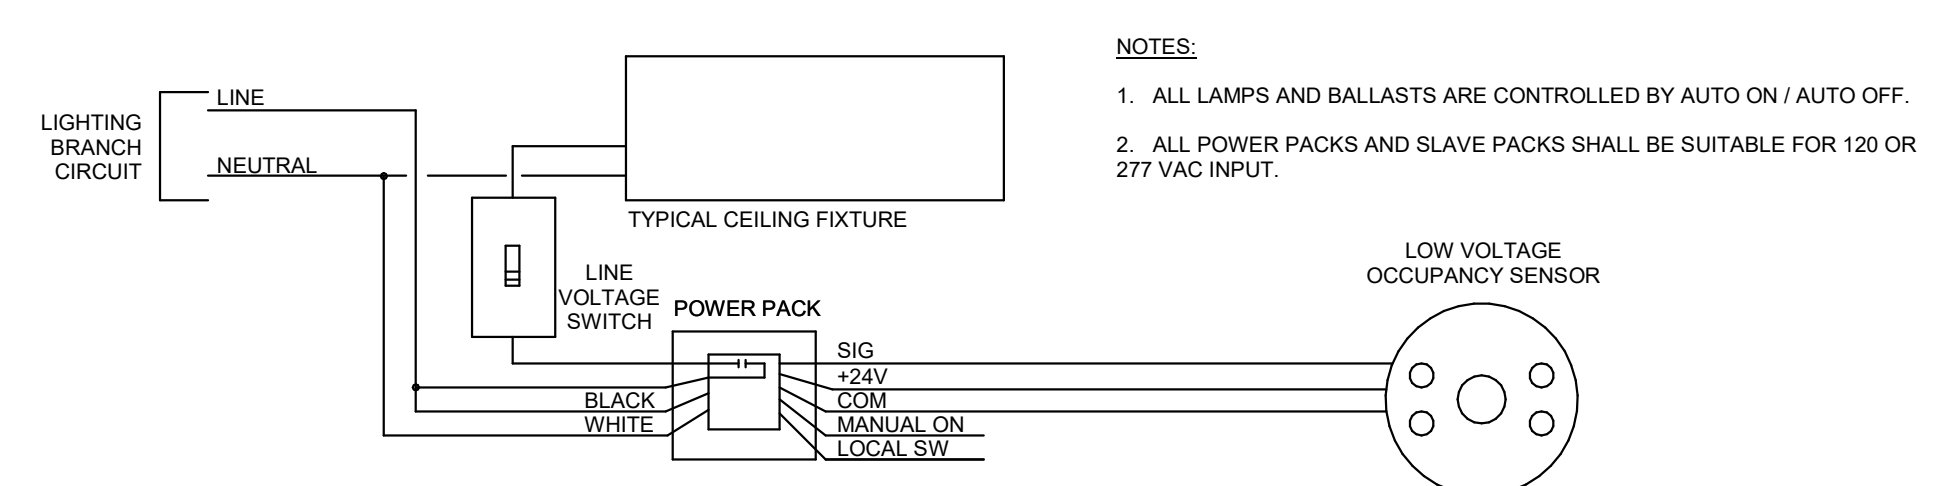 NOTES:
1. ALL LAMPS AND BALLASTS ARE CONTROLLED BY AUTO ON / AUTO OFF.
2. ALL POWER PACKS AND SLAVE PACKS SHALL BE SUITABLE FOR 120 OR
277 VAC INPUT.
LIGHTING
BRANCH
CIRCUIT
LINE
NEUTRAL
TYPICAL CEILING FIXTURE
LINE
VOLTAGE
SWITCH
POWER PACK
BLACK
WHITE
SIG
+24V
COM
MANUAL ON
LOCAL SW
LOW VOLTAGE
OCCUPANCY SENSOR